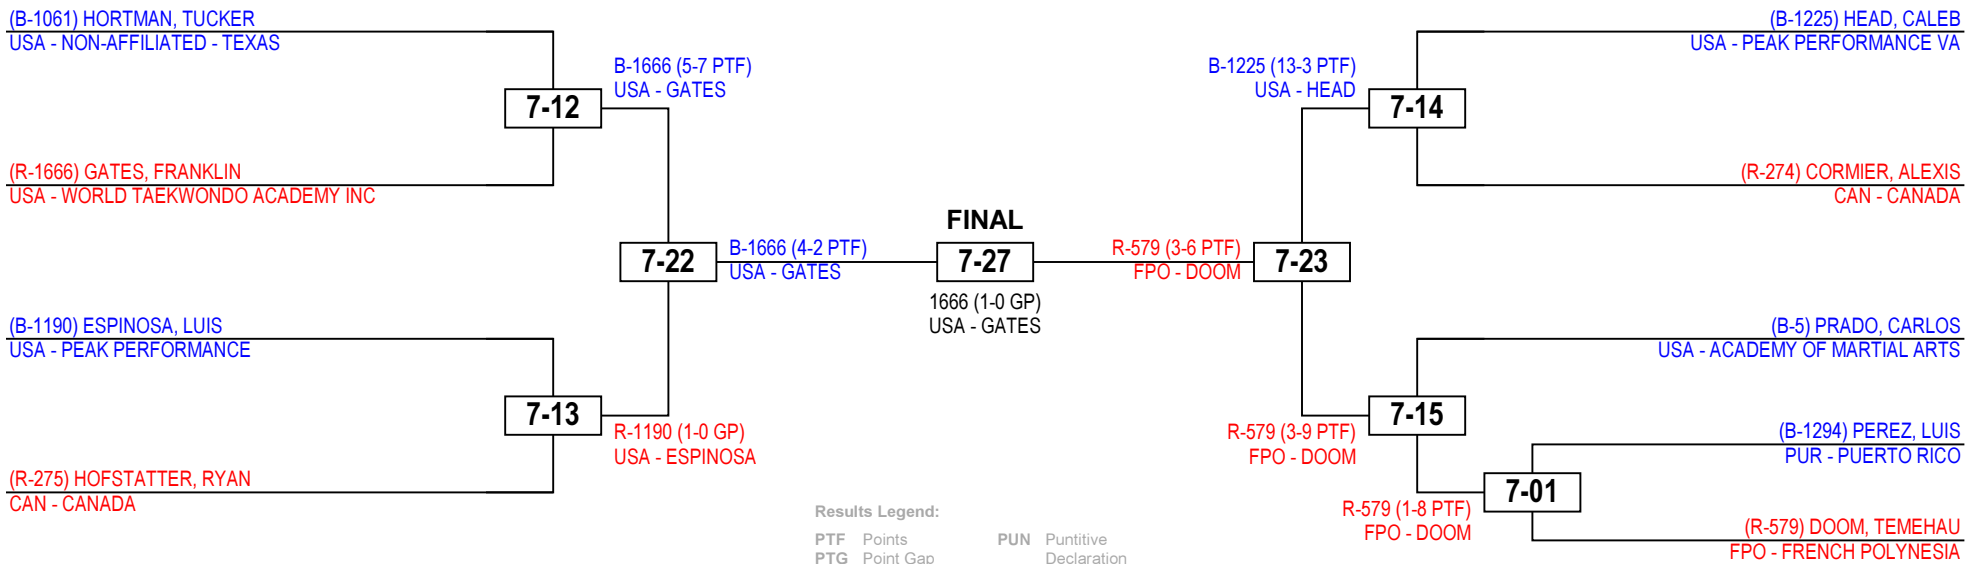 (B-1061) HORTMAN, TUCKER
USA - NON-AFFILIATED - TEXAS
B-1666 (5-7 PTF)
USA - GATES
7-12
(R-1666) GATES, FRANKLIN
USA - WORLD TAEKWONDO ACADEMY INC
7-22
B-1666 (4-2 PTF)
USA - GATES
(B-1190) ESPINOSA, LUIS
USA - PEAK PERFORMANCE
7-13
R-1190 (1-0 GP)
USA - ESPINOSA
(R-275) HOFSTATTER, RYAN
CAN - CANADA
FINAL
7-27
1666 (1-0 GP)
USA - GATES
(B-1225) HEAD, CALEB
USA - PEAK PERFORMANCE VA
B-1225 (13-3 PTF)
USA - HEAD
7-14
(R-274) CORMIER, ALEXIS
CAN - CANADA
R-579 (3-6 PTF)
FPO - DOOM
7-23
(B-5) PRADO, CARLOS
USA - ACADEMY OF MARTIAL ARTS
7-15
R-579 (3-9 PTF)
FPO - DOOM
(B-1294) PEREZ, LUIS
PUR - PUERTO RICO
7-01
R-579 (1-8 PTF)
FPO - DOOM
(R-579) DOOM, TEMEHAU
FPO - FRENCH POLYNESIA
Results Legend:
PTF Points PUN Puntitive
PTG Point Gap Declaration